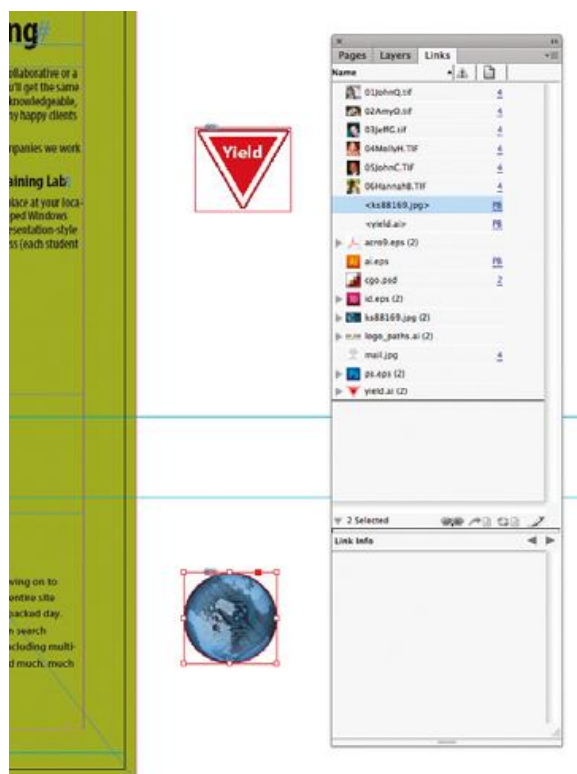 ng#
ollaborative or a
u'll get the same
knowledgeable,
ny happy clients
mpanies we work
aining Lab
place at your loca-
ped Windows
esentation-style
ss (each student
ving on to
entire site
packed day.
n search
ncluding multi-
d much, much
Yield
Pages Layers Links
Name
01JohnQ.tif 4
02AmyO.tif 4
03JeffG.tif 4
04MollyH.TIF 4
05JohnC.TIF 4
06HannahB.TIF 4
<ks88169.jpg> PB
<yield.ai> PB
acro9.eps (2)
ai.eps PB
cgo.psd 2
id.eps (2)
ks88169.jpg (2)
logo_paths.ai (2)
mail.jpg 4
ps.eps (2)
yield.ai (2)
2 Selected
Link Info